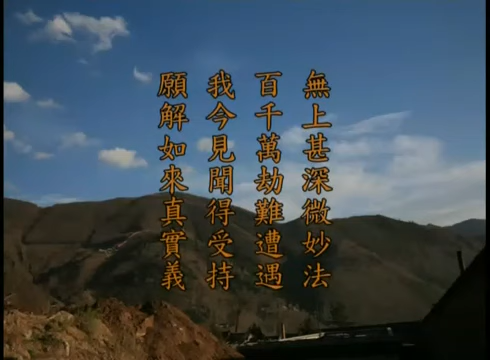 無上甚深微妙法
百千萬劫難遭遇
我今見聞得受持
願解如來真實義